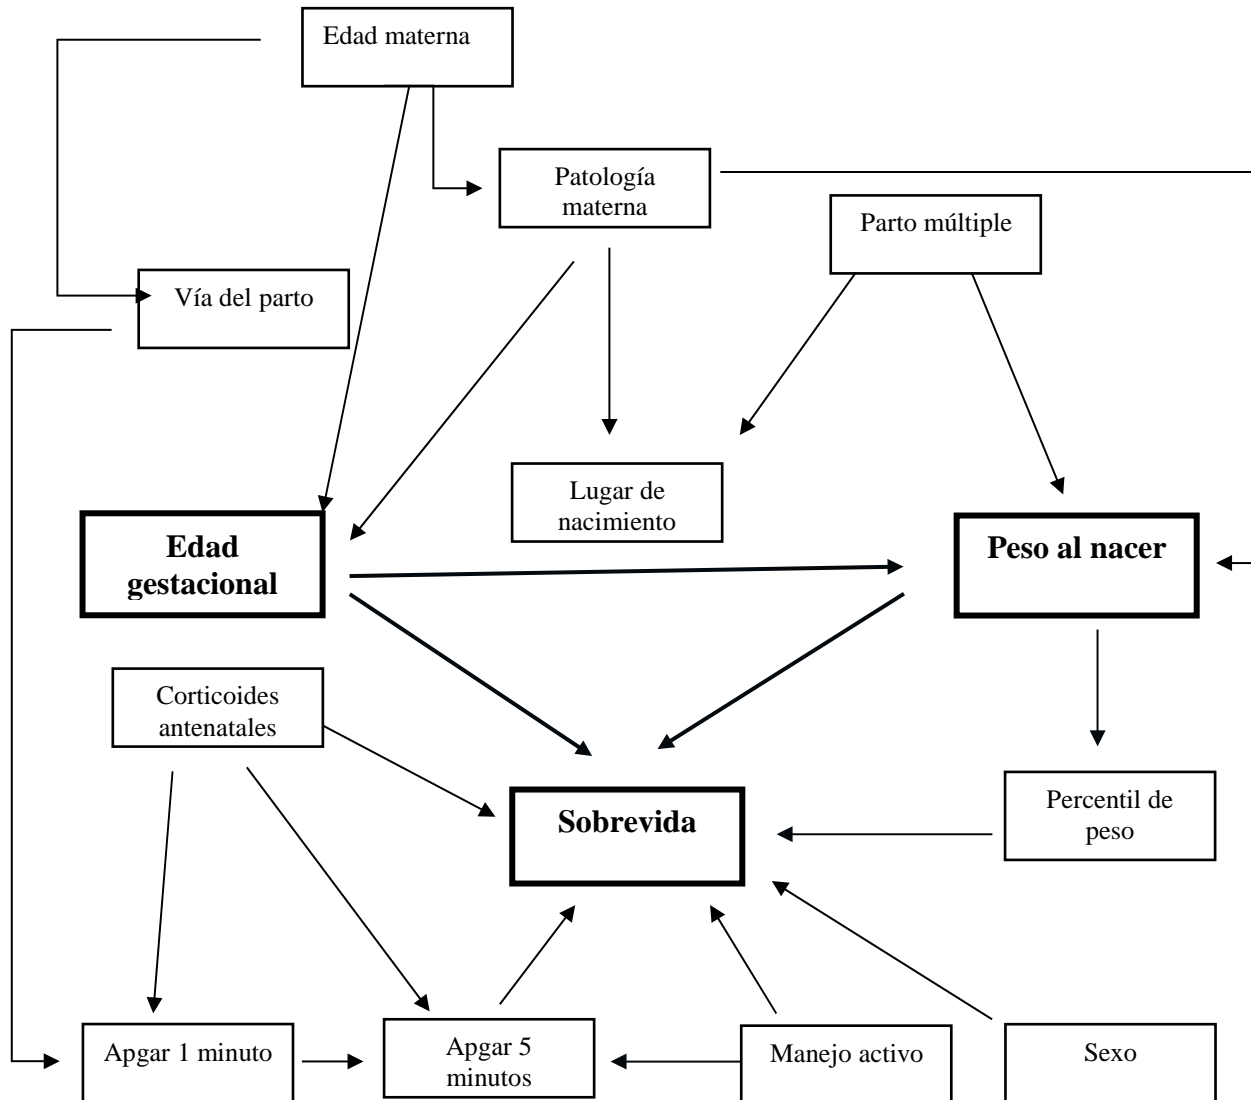 Edad materna
Patología
materna
Parto múltiple
Vía del parto
Lugar de
nacimiento
Edad
gestacional
Peso al nacer
Corticoides
antenatales
Sobrevida
Percentil de
peso
Apgar 1 minuto
Apgar 5
minutos
Manejo activo
Sexo